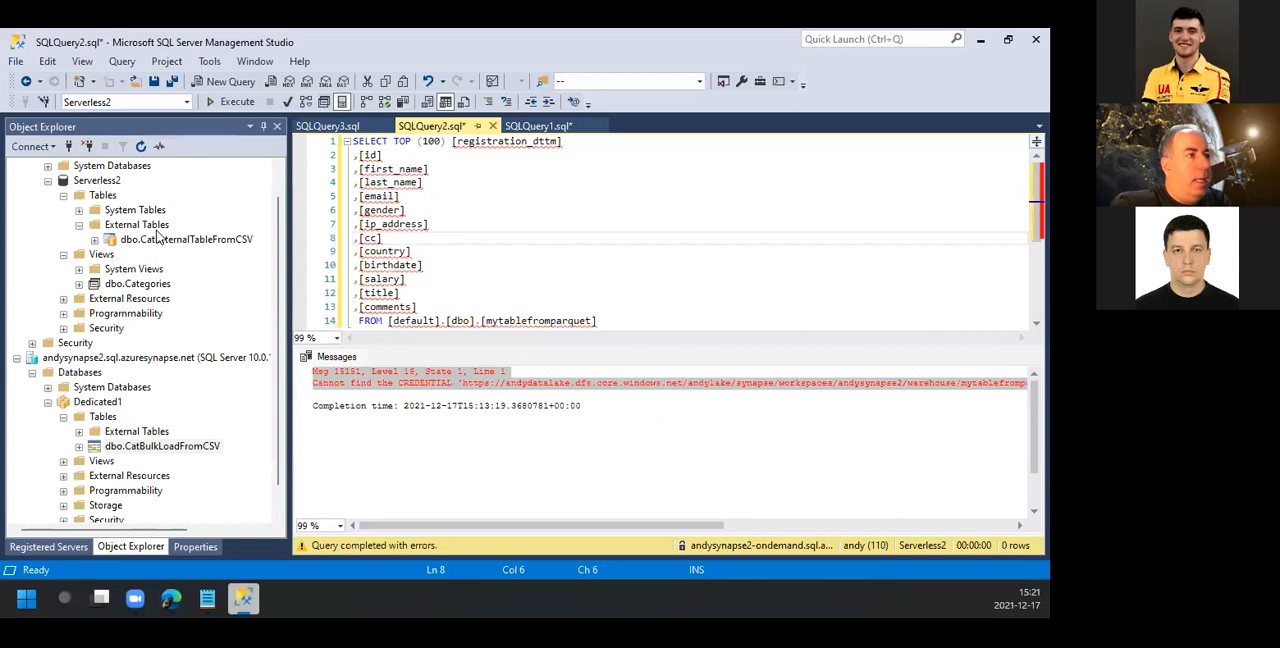 SQLQuery2.sql* - Microsoft SQL Server Management Studio
Quick Launch (Ctrl+Q)
File Edit View Query Project Tools Window Help
New Query
Serverless2
Execute
Object Explorer
SQLQuery3.sql
SQLQuery2.sql*
SQLQuery1.sql*
Connect
System Databases
Serverless2
Tables
System Tables
External Tables
Views
System Views
dbo.Categories
External Resources
Programmability
Security
Security
andysynapse2.sql.azuresynapse.net (SQL Server 10.0.
Databases
System Databases
Dedicated1
Tables
External Tables
dbo.CatBulkLoadFromCSV
Views
External Resources
Programmability
Storage
Security
1 SELECT TOP (100) [registration_dttm]
2 ,[id]
3 ,[first_name]
4 ,[last_name]
5 ,[email]
6 ,[gender]
7 ,[ip_address]
8 ,[cc]
9 ,[country]
10 ,[birthdate]
11 ,[salary]
12 ,[title]
13 ,[comments]
14 FROM [default].[dbo].[mytablefromparquet]
99 %
Messages
Msg 15151, Level 16, State 1, Line 1
Cannot find the CREDENTIAL 'https://andydatalake.dfs.core.windows.net/andylake/synapse/workspaces/andysynapse2/warehouse/mytablefromp
Completion time: 2021-12-17T15:13:19.3680781+00:00
99 %
Registered Servers
Object Explorer
Properties
Query completed with errors.
andysynapse2-ondemand.sql.a...
andy (110)
Serverless2
00:00:00
0 rows
Ready
Ln 8
Col 6
Ch 6
INS
15:21
2021-12-17
UA